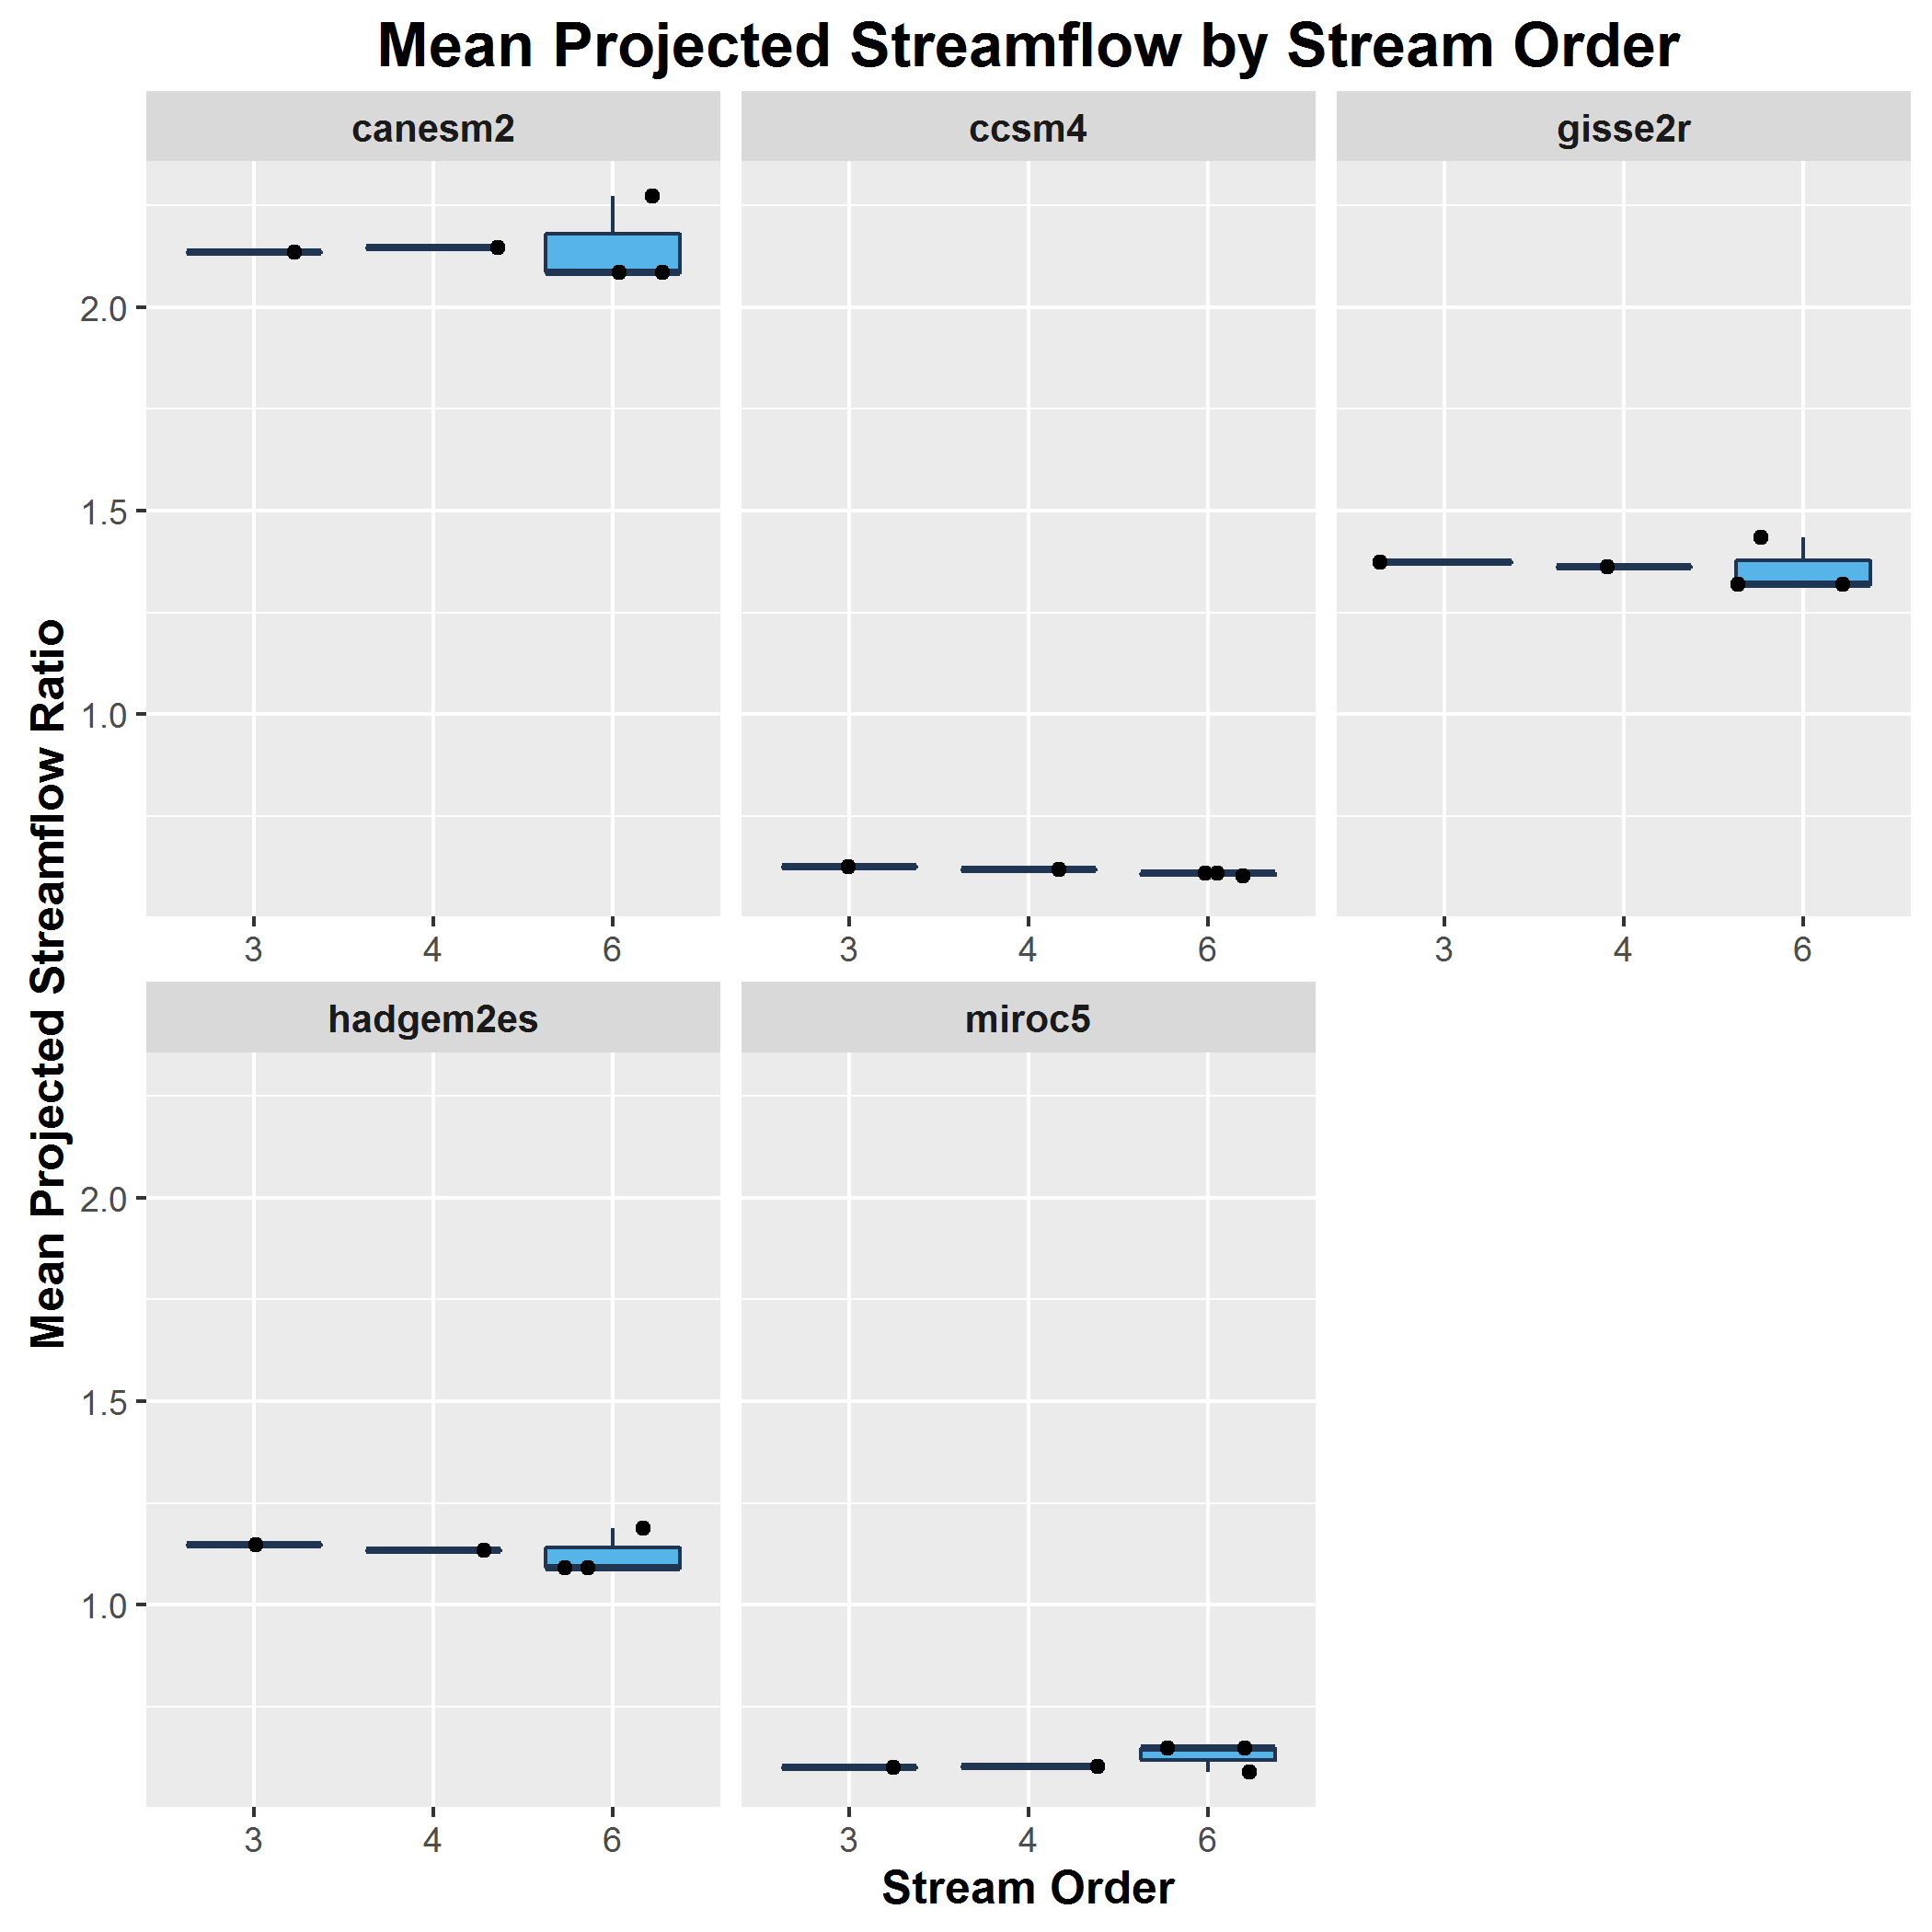 Mean Projected Streamflow by Stream Order
canesm2
ccsm4
gisse2r
2.0
1.5
1.0
3 4 6
3 4 6
3 4 6
Mean Projected Streamflow Ratio
hadgem2es
miroc5
2.0
1.5
1.0
3 4 6
3 4 6
Stream Order